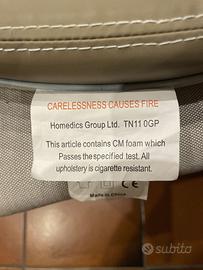 CARELESSNESS CAUSES FIRE
Homedics Group Ltd. TN11 0GP
This article contains CM foam which
Passes the specified test. All
upholstery is cigarette resistant.
CE
Made in China
subito